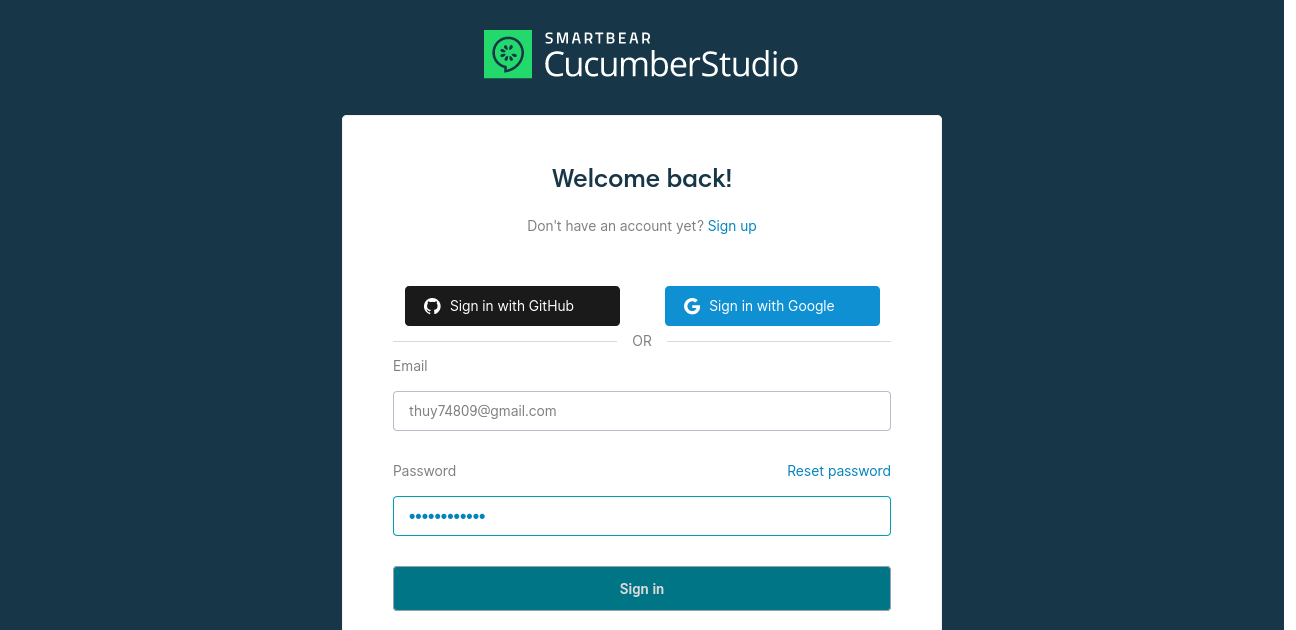 SMARTBEAR
CucumberStudio
Welcome back!
Don't have an account yet? Sign up
Sign in with GitHub
Sign in with Google
OR
Email
thuy74809@gmail.com
Password
Reset password
••••••••••••
Sign in